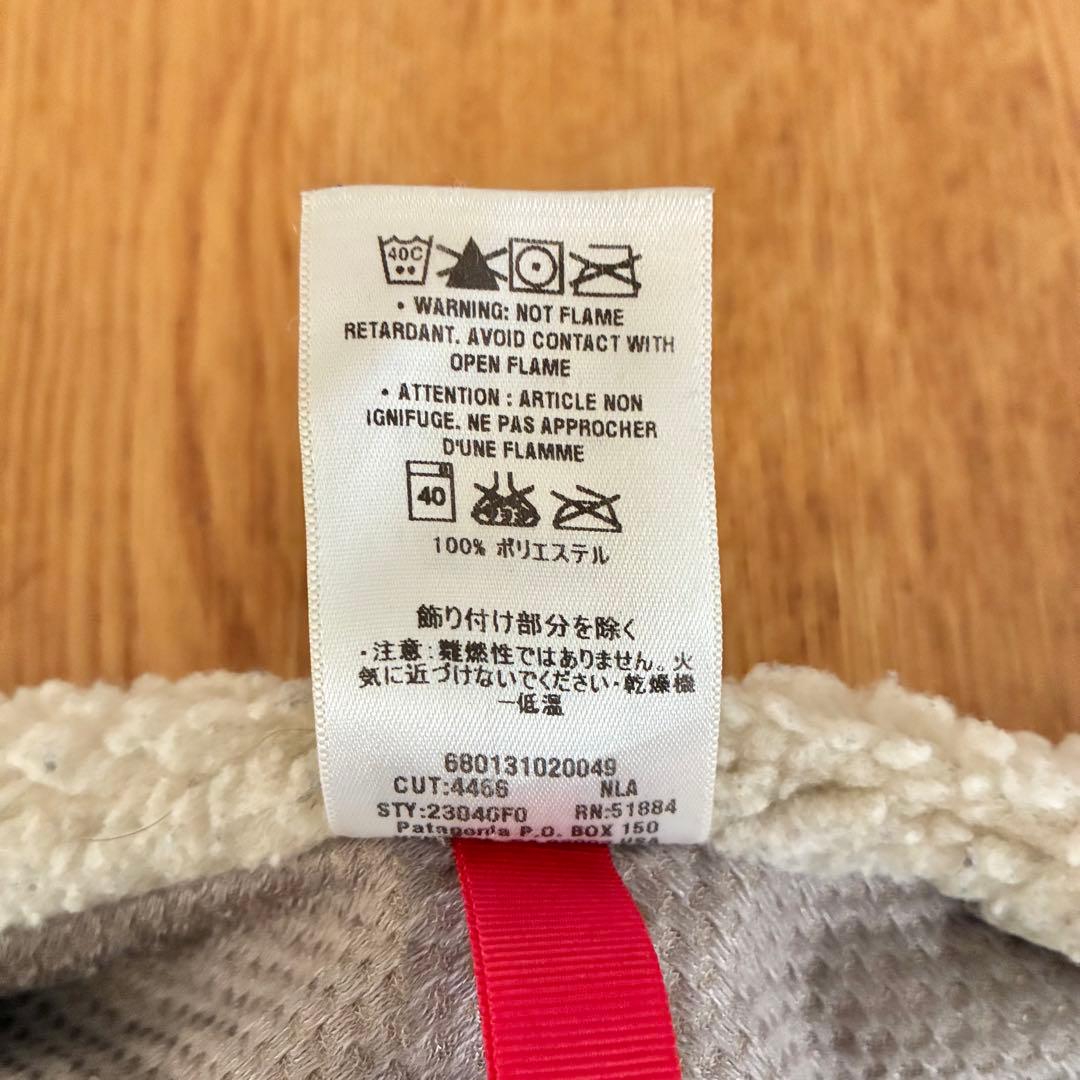 40C
• WARNING: NOT FLAME
RETARDANT. AVOID CONTACT WITH
OPEN FLAME
• ATTENTION : ARTICLE NON
IGNIFUGE. NE PAS APPROCHER
D'UNE FLAMME
40
100% ポリエステル
飾り付け部分を除く
・注意:難燃性ではありません。火
気に近づけないでください・乾燥機
ー低温
680131020049
CUT:4466 NLA
STY:23040F0 RN:51884
Patagonia P.O. BOX 150
USA